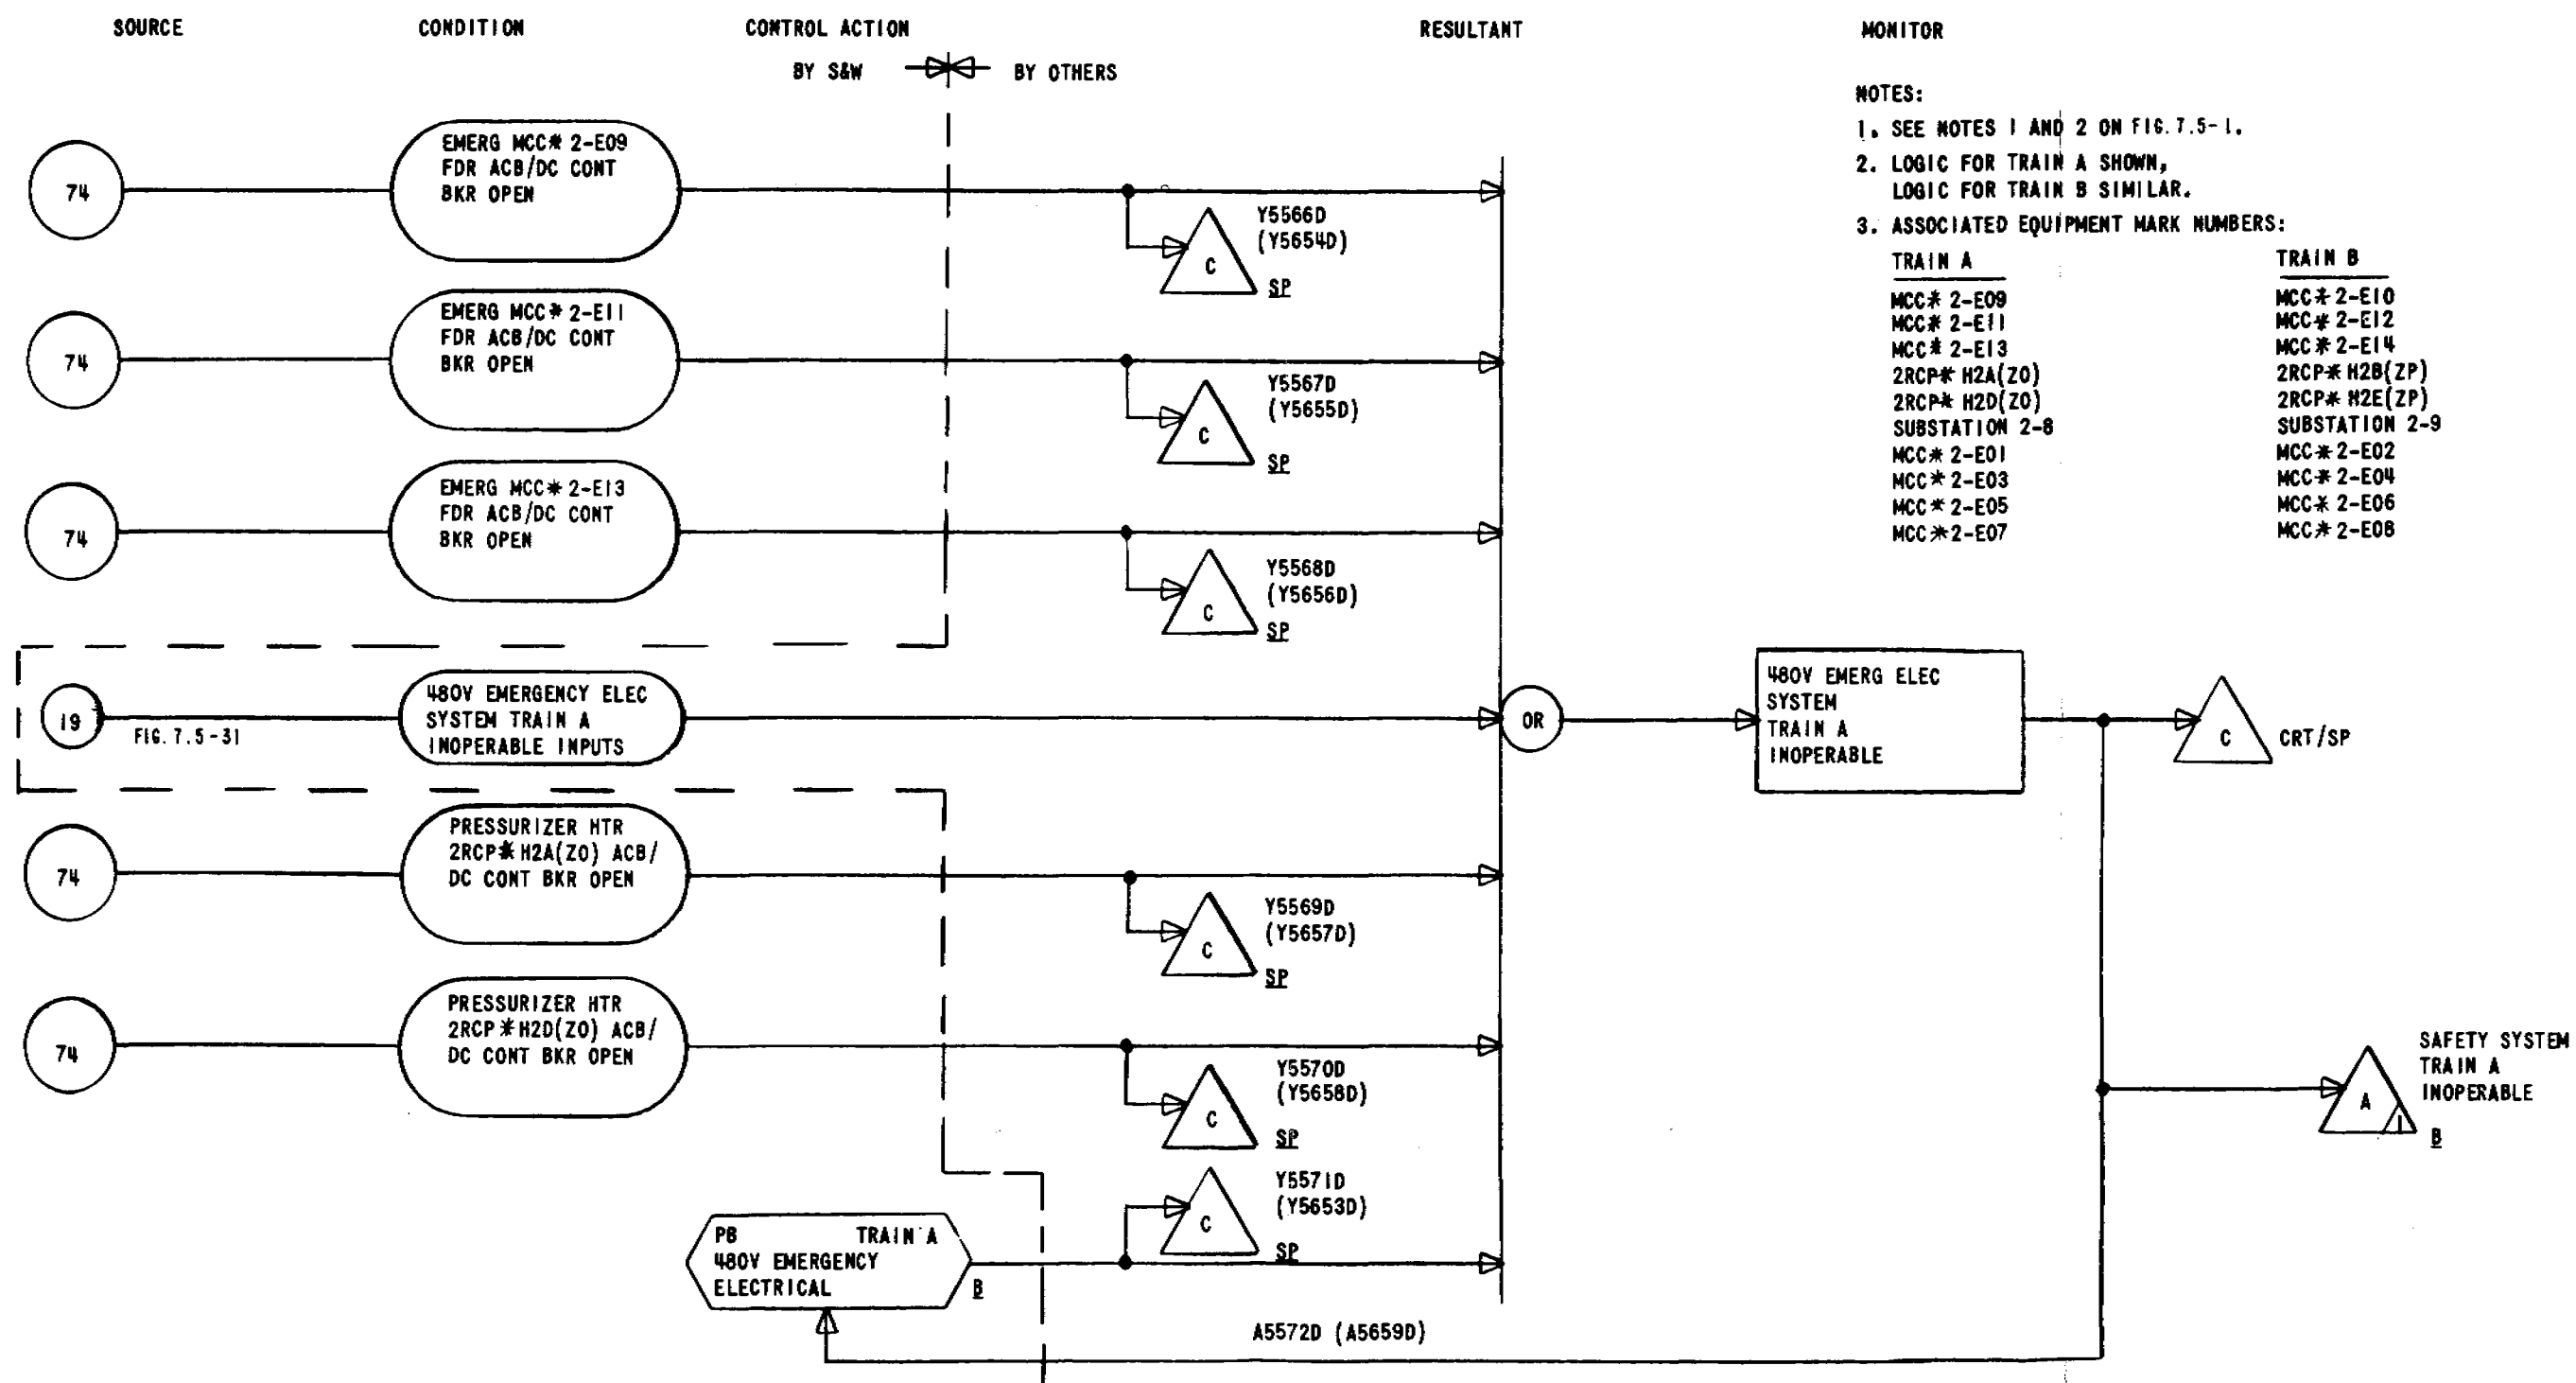 SOURCE CONDITION CONTROL ACTION RESULTANT MONITOR
BY S&W BY OTHERS
NOTES:
1. SEE NOTES 1 AND 2 ON FIG. 7.5-1.
2. LOGIC FOR TRAIN A SHOWN,
LOGIC FOR TRAIN B SIMILAR.
3. ASSOCIATED EQUIPMENT MARK NUMBERS:
TRAIN A TRAIN B
MCC* 2-E09 MCC* 2-E10
MCC* 2-E11 MCC* 2-E12
MCC* 2-E13 MCC* 2-E14
2RCP* H2A(ZO) 2RCP* H2B(ZP)
2RCP* H2D(ZO) 2RCP* H2E(ZP)
SUBSTATION 2-8 SUBSTATION 2-9
MCC* 2-E01 MCC* 2-E02
MCC* 2-E03 MCC* 2-E04
MCC* 2-E05 MCC* 2-E06
MCC* 2-E07 MCC* 2-E08
74
EMERG MCC* 2-E09
FDR ACB/DC CONT
BKR OPEN
Y5566D
(Y5654D)
C
SP
74
EMERG MCC* 2-E11
FDR ACB/DC CONT
BKR OPEN
Y5567D
(Y5655D)
C
SP
74
EMERG MCC* 2-E13
FDR ACB/DC CONT
BKR OPEN
Y5568D
(Y5656D)
C
SP
19
FIG. 7.5-31
480V EMERGENCY ELEC
SYSTEM TRAIN A
INOPERABLE INPUTS
OR
480V EMERG ELEC
SYSTEM
TRAIN A
INOPERABLE
C
CRT/SP
74
PRESSURIZER HTR
2RCP* H2A(ZO) ACB/
DC CONT BKR OPEN
Y5569D
(Y5657D)
C
SP
74
PRESSURIZER HTR
2RCP* H2D(ZO) ACB/
DC CONT BKR OPEN
Y5570D
(Y5658D)
C
SP
SAFETY SYSTEM
TRAIN A
INOPERABLE
A
1
B
Y5571D
(Y5653D)
C
SP
PB TRAIN A
480V EMERGENCY
ELECTRICAL
B
A5572D (A5659D)